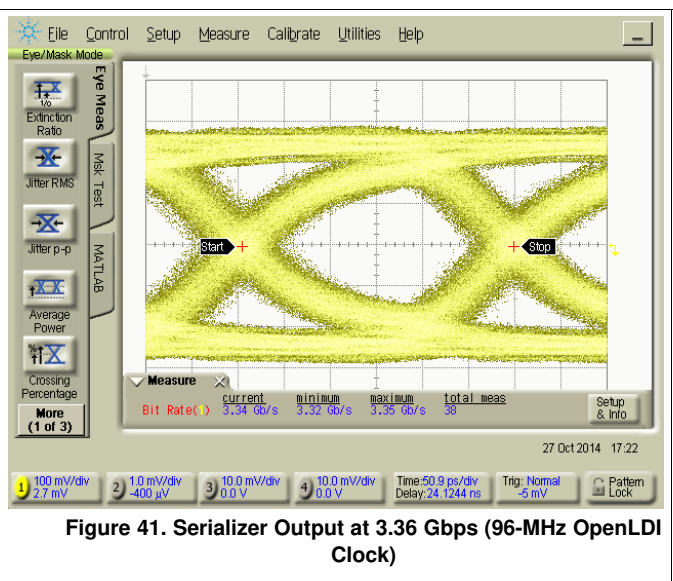 File Control Setup Measure Calibrate Utilities Help
Eye/Mask Mode
Eye Meas
Msk Test
MATLAB
1/0
Extinction
Ratio
Jitter RMS
Jitter p-p
Average
Power
%
Crossing
Percentage
More
(1 of 3)
Start
Stop
Measure
current minimum maximum total meas
Bit Rate(1) 3.34 Gb/s 3.32 Gb/s 3.35 Gb/s 38
Setup
& Info
27 Oct 2014 17:22
1 100 mV/div
2.7 mV
2 1.0 mV/div
-400 µV
3 10.0 mV/div
0.0 V
4 10.0 mV/div
0.0 V
Time:50.9 ps/div
Delay:24.1244 ns
Trig: Normal
-5 mV
Pattern
Lock
Figure 41. Serializer Output at 3.36 Gbps (96-MHz OpenLDI
Clock)